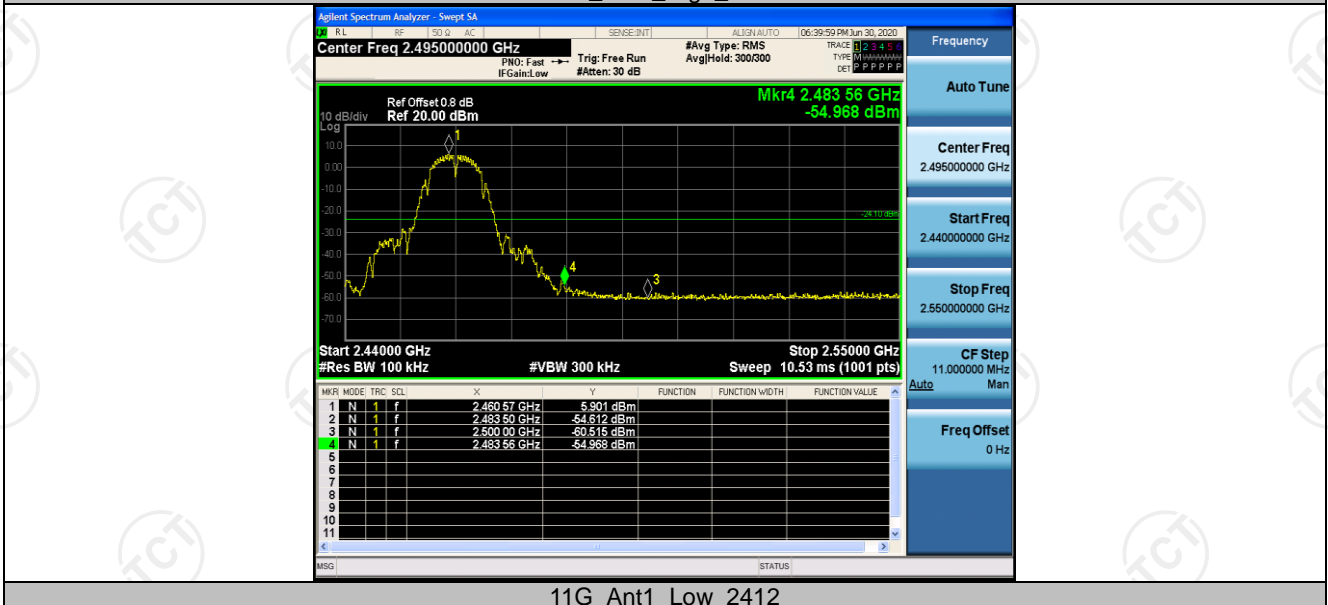 Agilent Spectrum Analyzer - Swept SA
RL RF 50 Ω AC SENSE:INT ALIGN AUTO 06:39:59 PM Jun 30, 2020
Center Freq 2.495000000 GHz
PNO: Fast
IFGain:Low
Trig: Free Run
#Atten: 30 dB
#Avg Type: RMS
Avg|Hold: 300/300
TRACE 1 2 3 4 5 6
TYPE M WWWWW
DET P P P P P P
Frequency
Auto Tune
Center Freq
2.495000000 GHz
Start Freq
2.440000000 GHz
Stop Freq
2.550000000 GHz
CF Step
11.000000 MHz
Auto Man
Freq Offset
0 Hz
Mkr4 2.483 56 GHz
-54.968 dBm
Ref Offset 0.8 dB
10 dB/div Ref 20.00 dBm
Log
10.0
0.00
-10.0
-20.0
-30.0
-40.0
-50.0
-60.0
-70.0
1
4
3
-24.10 dBm
Start 2.44000 GHz Stop 2.55000 GHz
#Res BW 100 kHz #VBW 300 kHz Sweep 10.53 ms (1001 pts)
MKR MODE TRC SCL X Y FUNCTION FUNCTION WIDTH FUNCTION VALUE
1 N 1 f 2.460 57 GHz 5.901 dBm
2 N 1 f 2.483 50 GHz -54.612 dBm
3 N 1 f 2.500 00 GHz -60.515 dBm
4 N 1 f 2.483 56 GHz -54.968 dBm
5
6
7
8
9
10
11
MSG STATUS
11G_Ant1_Low_2412
TCT
TCT
TCT
TCT